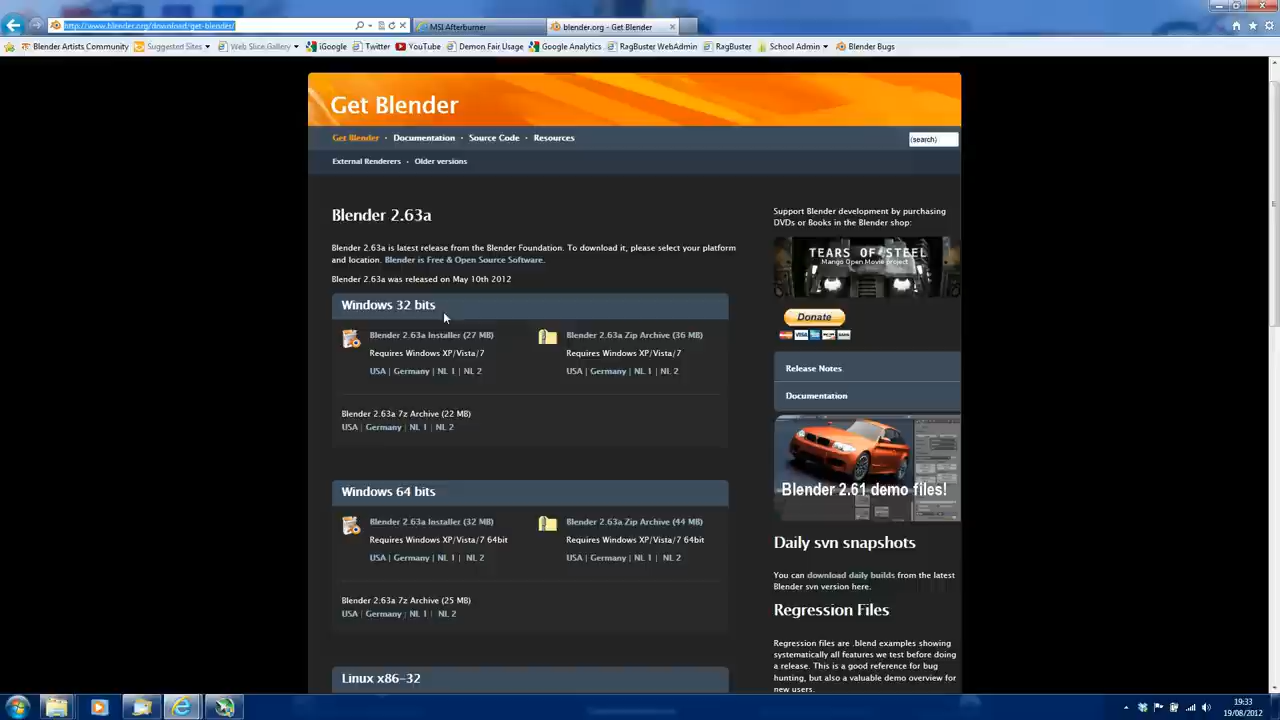 http://www.blender.org/download/get-blender/
MSI Afterburner
blender.org - Get Blender
Blender Artists Community
Suggested Sites
Web Slice Gallery
iGoogle
Twitter
YouTube
Demon Fair Usage
Google Analytics
RagBuster WebAdmin
RagBuster
School Admin
Blender Bugs
Get Blender
Get Blender · Documentation · Source Code · Resources
(search)
External Renderers · Older versions
Blender 2.63a
Blender 2.63a is latest release from the Blender Foundation. To download it, please select your platform
and location. Blender is Free & Open Source Software.
Blender 2.63a was released on May 10th 2012
Windows 32 bits
Blender 2.63a Installer (27 MB)
Requires Windows XP/Vista/7
USA | Germany | NL 1 | NL 2
Blender 2.63a Zip Archive (36 MB)
Requires Windows XP/Vista/7
USA | Germany | NL 1 | NL 2
Blender 2.63a 7z Archive (22 MB)
USA | Germany | NL 1 | NL 2
Windows 64 bits
Blender 2.63a Installer (32 MB)
Requires Windows XP/Vista/7 64bit
USA | Germany | NL 1 | NL 2
Blender 2.63a Zip Archive (44 MB)
Requires Windows XP/Vista/7 64bit
USA | Germany | NL 1 | NL 2
Blender 2.63a 7z Archive (25 MB)
USA | Germany | NL 1 | NL 2
Linux x86-32
Support Blender development by purchasing
DVDs or Books in the Blender shop:
TEARS OF STEEL
Mango Open Movie project
Donate
VISA
Release Notes
Documentation
Blender 2.61 demo files!
Daily svn snapshots
You can download daily builds from the latest
Blender svn version here.
Regression Files
Regression files are .blend examples showing
systematically all features we test before doing
a release. This is a good reference for bug
hunting, but also a valuable demo overview for
new users.
19:33
19/08/2012